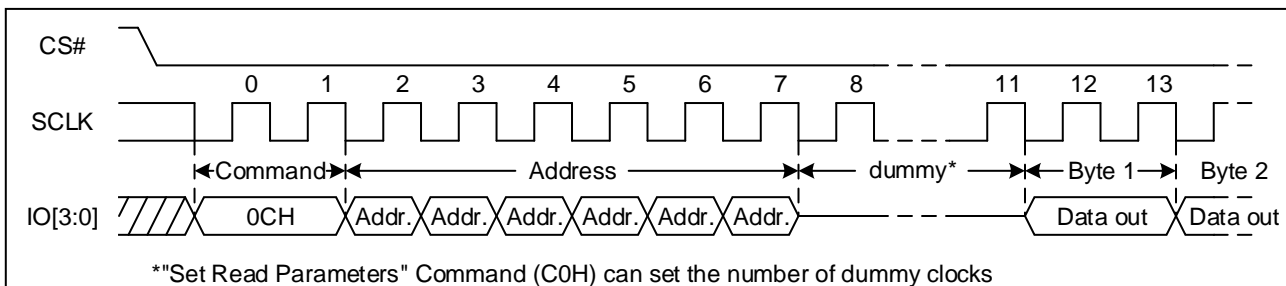 CS#
0 1 2 3 4 5 6 7 8 11 12 13
SCLK
Command Address dummy* Byte 1 Byte 2
IO[3:0] 0CH Addr. Addr. Addr. Addr. Addr. Addr. Data out Data out
*"Set Read Parameters" Command (C0H) can set the number of dummy clocks